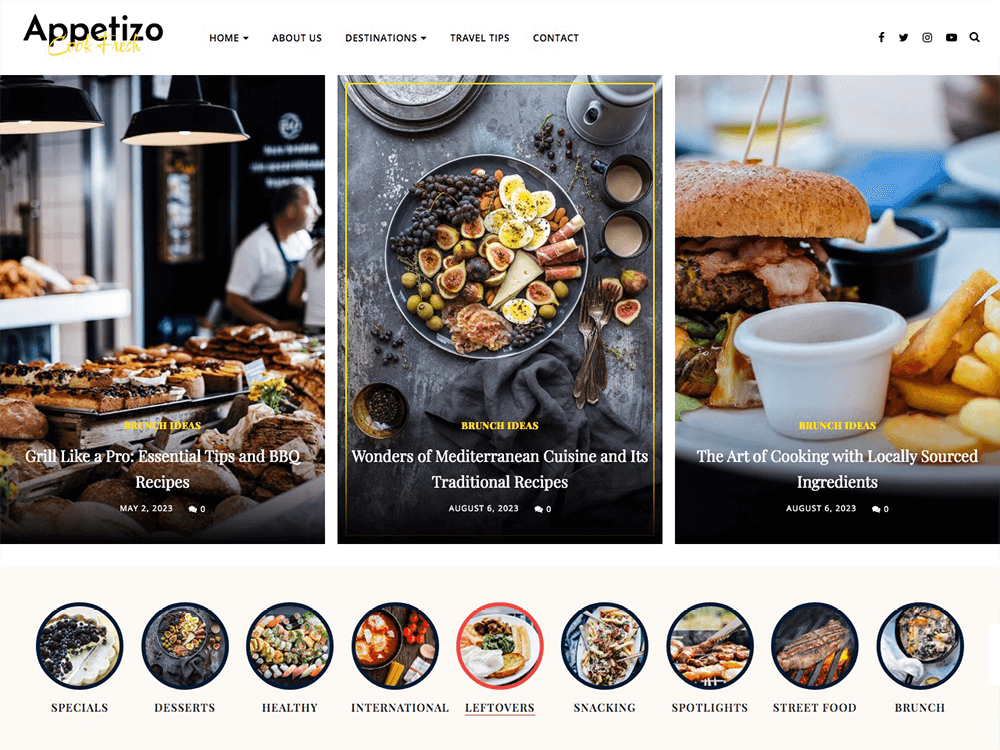 Appetizo
Cook Fresh
HOME ABOUT US DESTINATIONS TRAVEL TIPS CONTACT
BRUNCH IDEAS
Grill Like a Pro: Essential Tips and BBQ
Recipes
MAY 2, 2023 0
BRUNCH IDEAS
Wonders of Mediterranean Cuisine and Its
Traditional Recipes
AUGUST 6, 2023 0
BRUNCH IDEAS
The Art of Cooking with Locally Sourced
Ingredients
AUGUST 6, 2023 0
SPECIALS DESSERTS HEALTHY INTERNATIONAL LEFTOVERS SNACKING SPOTLIGHTS STREET FOOD BRUNCH